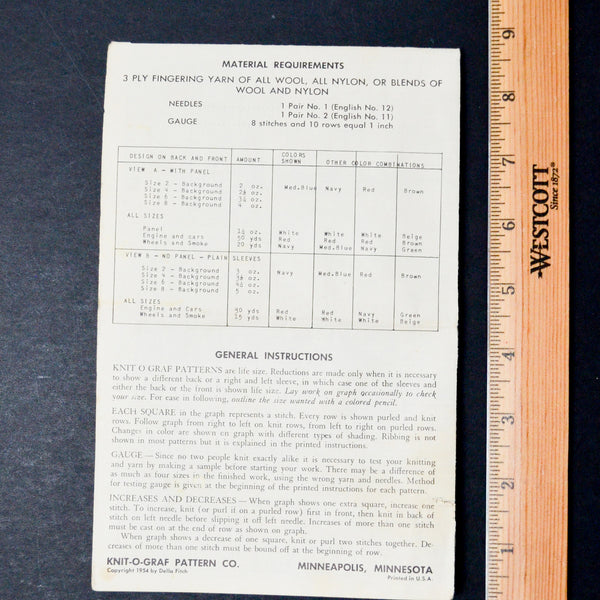 MATERIAL REQUIREMENTS
3 PLY FINGERING YARN OF ALL WOOL, ALL NYLON, OR BLENDS OF
WOOL AND NYLON
NEEDLES 1 Pair No. 1 (English No. 12)
1 Pair No. 2 (English No. 11)
GAUGE 8 stitches and 10 rows equal 1 inch
DESIGN ON BACK AND FRONT AMOUNT COLORS SHOWN OTHER COLOR COMBINATIONS
VIEW A - WITH PANEL
Size 2 - Background 2 oz. Med.Blue Navy Red Brown
Size 4 - Background 2½ oz.
Size 6 - Background 3¼ oz.
Size 8 - Background 4 oz.
ALL SIZES
Panel 1½ oz. White White White Beige
Engine and cars 50 yds Red Red Red Brown
Wheels and Smoke 20 yds Navy Med.Blue Navy Green
VIEW B - NO PANEL - PLAIN SLEEVES
Size 2 - Background 3 oz. Navy Med.Blue Red Brown
Size 4 - Background 3½ oz.
Size 6 - Background 4½ oz.
Size 8 - Background 5 oz.
ALL SIZES
Engine and Cars 40 yds Red Red Navy Green
Wheels and Smoke 15 yds White White White Beige
GENERAL INSTRUCTIONS
KNIT O GRAF PATTERNS are life size. Reductions are made only when it is necessary
to show a different back or a right and left sleeve, in which case one of the sleeves and
either the back or the front is shown life size. Lay work on graph occasionally to check
your size. For ease in following, outline the size wanted with a colored pencil.
EACH SQUARE in the graph represents a stitch. Every row is shown purled and knit
rows. Follow graph from right to left on knit rows, from left to right on purled rows.
Changes in color are shown on graph with different types of shading. Ribbing is not
shown in most patterns but it is explained in the printed instructions.
GAUGE — Since no two people knit exactly alike it is necessary to test your knitting
and yarn by making a sample before starting your work. There may be a difference of
as much as four sizes in the finished work, using the wrong yarn and needles. Method
for testing gauge is given at the beginning of the printed instructions for each pattern.
INCREASES AND DECREASES — When graph shows one extra square, increase one
stitch. To increase, knit (or purl if on a purled row) first in front, then knit in back of
stitch on left needle before slipping it off left needle. Increases of more than one stitch
must be cast on at the end of row as shown on graph.
When graph shows a decrease of one square, knit or purl two stitches together. De-
creases of more than one stitch must be bound off at the beginning of row.
KNIT-O-GRAF PATTERN CO. MINNEAPOLIS, MINNESOTA
Copyright 1954 by Della Fitch Printed in U.S.A.
WESTCOTT
Since 1872
9
8
7
6
5
4
3
2
1